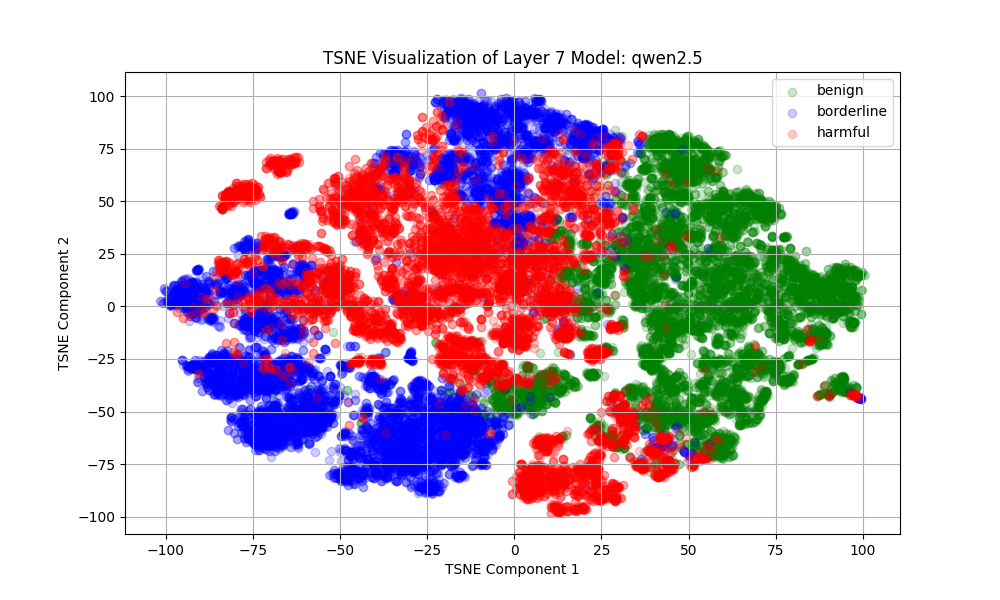 TSNE Visualization of Layer 7 Model: qwen2.5
benign
borderline
harmful
100
75
50
25
0
−25
−50
−75
−100
TSNE Component 2
−100 −75 −50 −25 0 25 50 75 100
TSNE Component 1